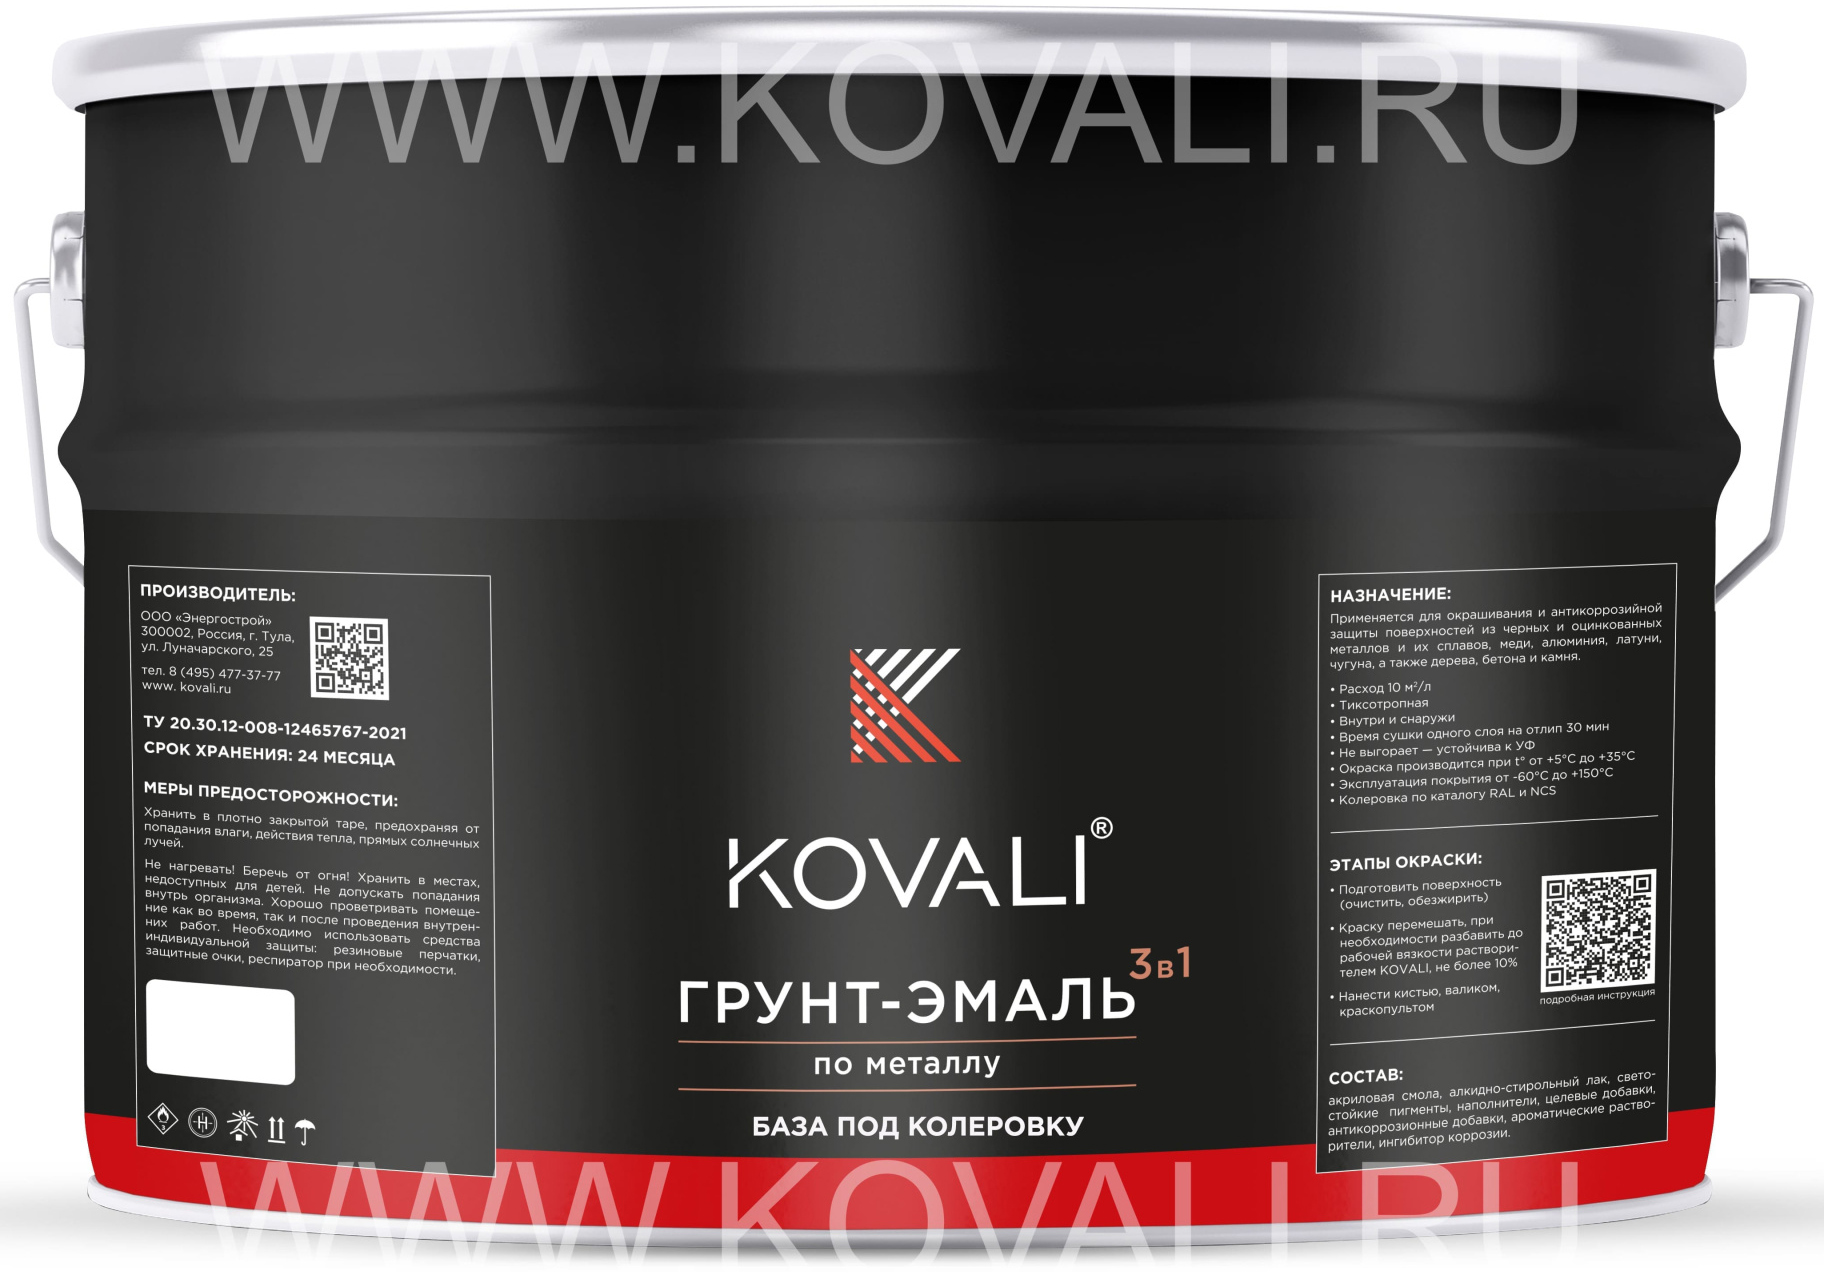 WWW.KOVALI.RU
ПРОИЗВОДИТЕЛЬ:
ООО «Энергострой»
300002, Россия, г. Тула,
ул. Луначарского, 25
тел. 8 (495) 477-37-77
www. kovali.ru
ТУ 20.30.12-008-12465767-2021
СРОК ХРАНЕНИЯ: 24 МЕСЯЦА
МЕРЫ ПРЕДОСТОРОЖНОСТИ:
Хранить в плотно закрытой таре, предохраняя от
попадания влаги, действия тепла, прямых солнечных
лучей.
Не нагревать! Беречь от огня! Хранить в местах,
недоступных для детей. Не допускать попадания
внутрь организма. Хорошо проветривать помеще-
ние как во время, так и после проведения внутрен-
них работ. Необходимо использовать средства
индивидуальной защиты: резиновые перчатки,
защитные очки, респиратор при необходимости.
3
Н
K
KOVALI®
ГРУНТ-ЭМАЛЬ 3в1
по металлу
БАЗА ПОД КОЛЕРОВКУ
НАЗНАЧЕНИЕ:
Применяется для окрашивания и антикоррозийной
защиты поверхностей из черных и оцинкованных
металлов и их сплавов, меди, алюминия, латуни,
чугуна, а также дерева, бетона и камня.
• Расход 10 м²/л
• Тиксотропная
• Внутри и снаружи
• Время сушки одного слоя на отлип 30 мин
• Не выгорает — устойчива к УФ
• Окраска производится при t° от +5°C до +35°C
• Эксплуатация покрытия от -60°C до +150°C
• Колеровка по каталогу RAL и NCS
ЭТАПЫ ОКРАСКИ:
• Подготовить поверхность
(очистить, обезжирить)
• Краску перемешать, при
необходимости разбавить до
рабочей вязкости раствори-
телем KOVALI, не более 10%
• Нанести кистью, валиком,
краскопультом
подробная инструкция
СОСТАВ:
акриловая смола, алкидно-стирольный лак, свето-
стойкие пигменты, наполнители, целевые добавки,
антикоррозионные добавки, ароматические раство-
рители, ингибитор коррозии.
WWW.KOVALI.RU